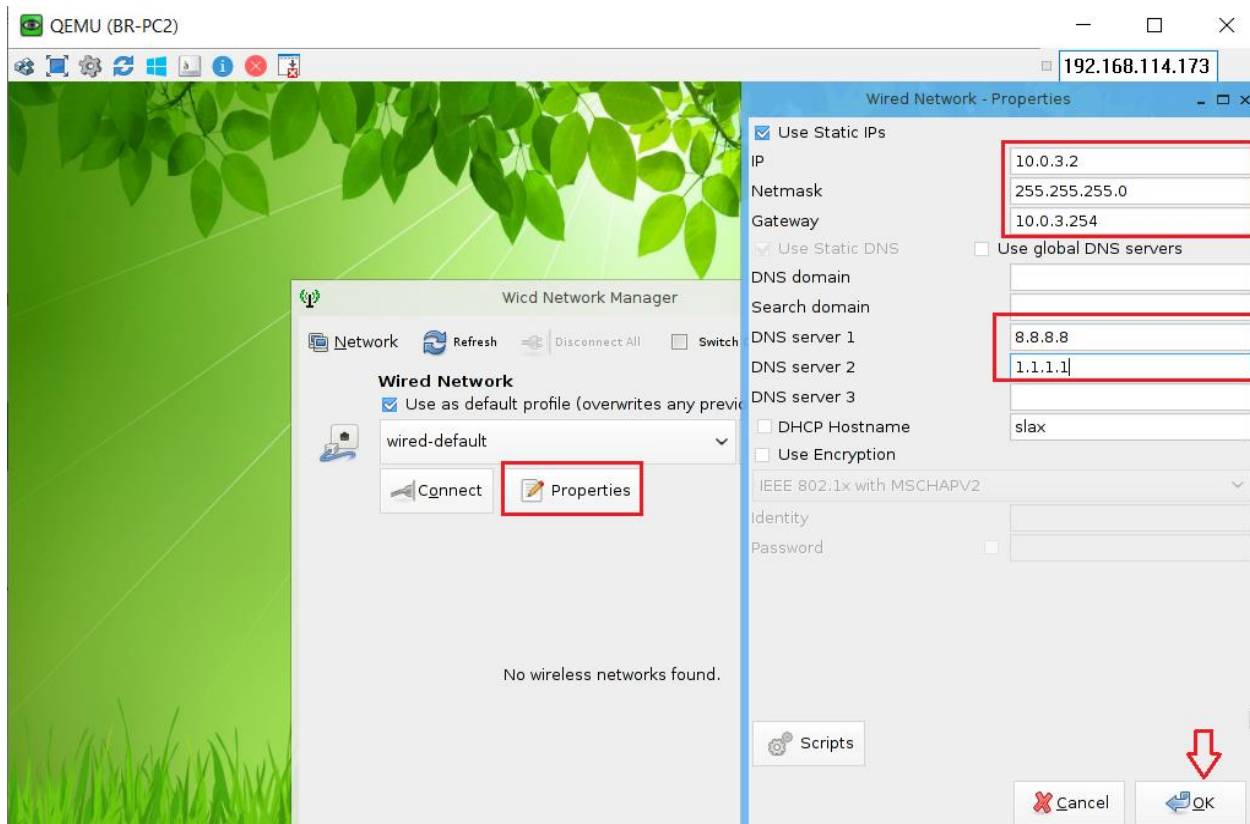 QEMU (BR-PC2)
192.168.114.173
Wired Network - Properties
Use Static IPs
IP 10.0.3.2
Netmask 255.255.255.0
Gateway 10.0.3.254
Use Static DNS Use global DNS servers
DNS domain
Search domain
DNS server 1 8.8.8.8
DNS server 2 1.1.1.1
DNS server 3
DHCP Hostname slax
Use Encryption
IEEE 802.1x with MSCHAPV2
Identity
Password
Scripts
Cancel OK
Wicd Network Manager
Network Refresh Disconnect All Switch
Wired Network
Use as default profile (overwrites any previo
wired-default
Connect Properties
No wireless networks found.